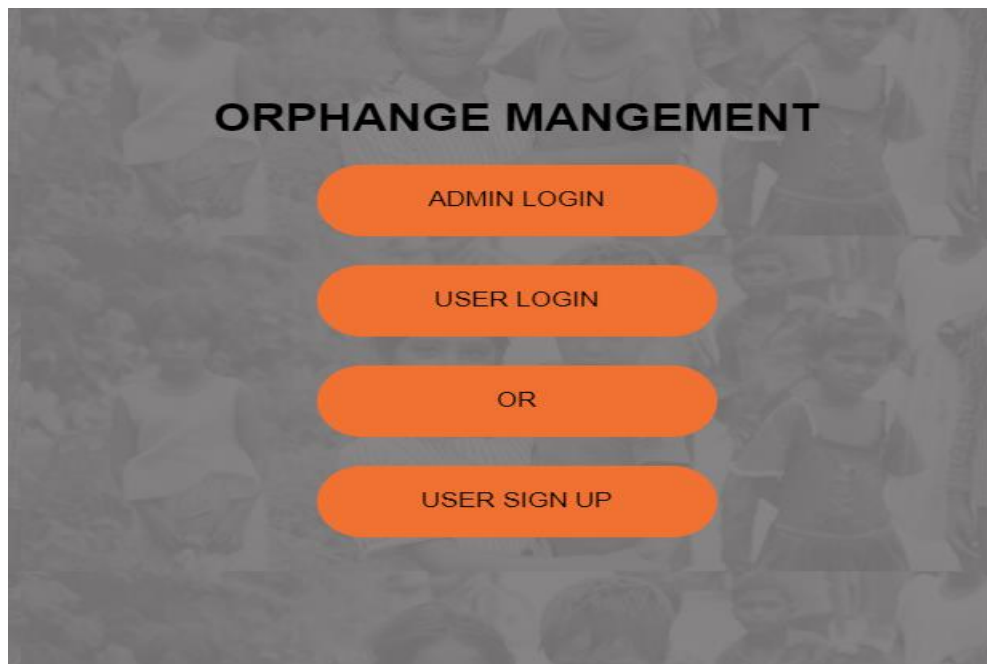 ORPHANGE MANGEMENT
ADMIN LOGIN
USER LOGIN
OR
USER SIGN UP